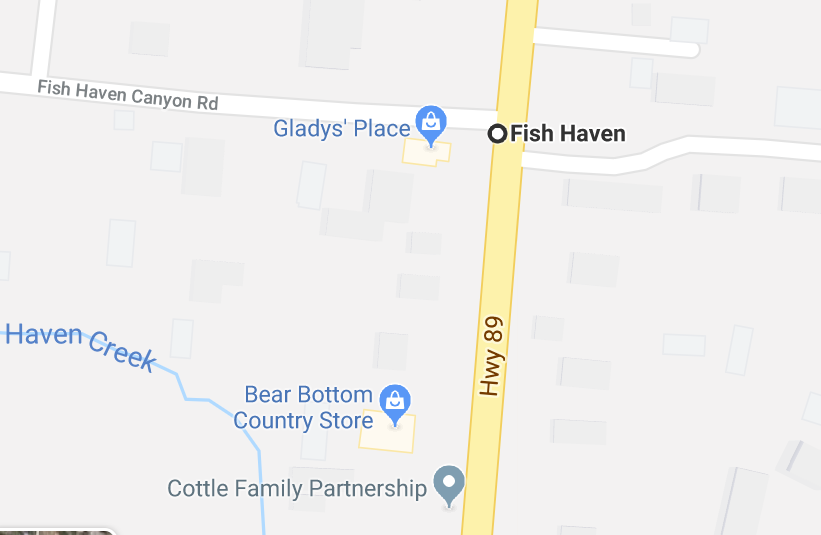 Fish Haven Canyon Rd
Gladys' Place
Fish Haven
Hwy 89
Haven Creek
Bear Bottom
Country Store
Cottle Family Partnership